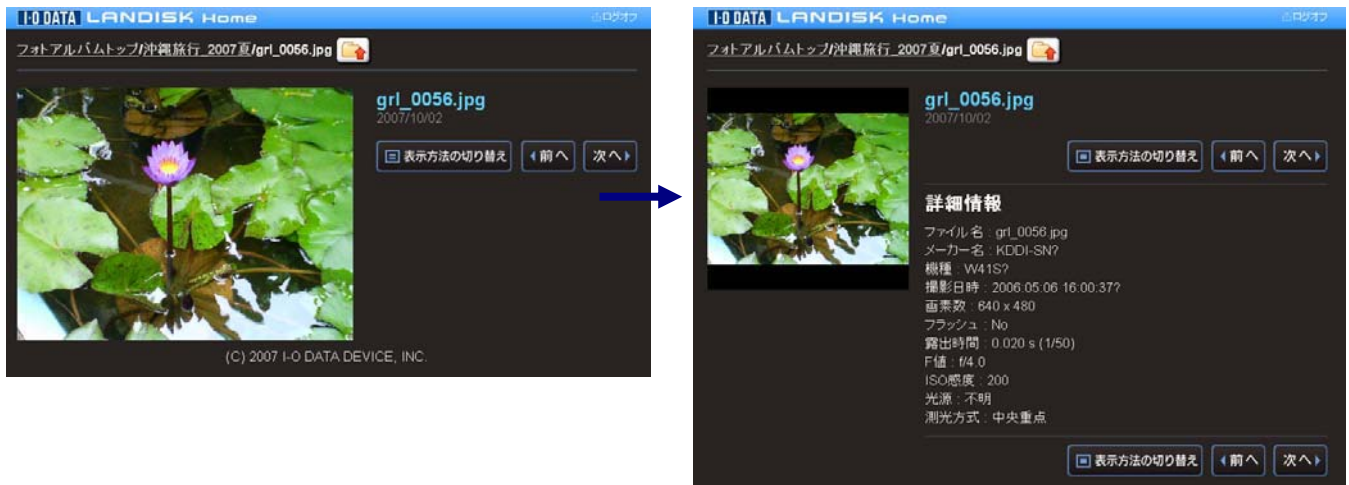 I-O DATA LANDISK Home
ログオフ
フォトアルバムトップ/沖縄旅行_2007夏/grl_0056.jpg
grl_0056.jpg
2007/10/02
表示方法の切り替え 前へ 次へ
(C) 2007 I-O DATA DEVICE, INC.
I-O DATA LANDISK Home
ログオフ
フォトアルバムトップ/沖縄旅行_2007夏/grl_0056.jpg
grl_0056.jpg
2007/10/02
表示方法の切り替え 前へ 次へ
詳細情報
ファイル名 : grl_0056.jpg
メーカー名 : KDDI-SN?
機種 : W41S?
撮影日時 : 2006:05:06 16:00:37?
画素数 : 640 x 480
フラッシュ : No
露出時間 : 0.020 s (1/50)
F値 : f/4.0
ISO感度 : 200
光源 : 不明
測光方式 : 中央重点
表示方法の切り替え 前へ 次へ